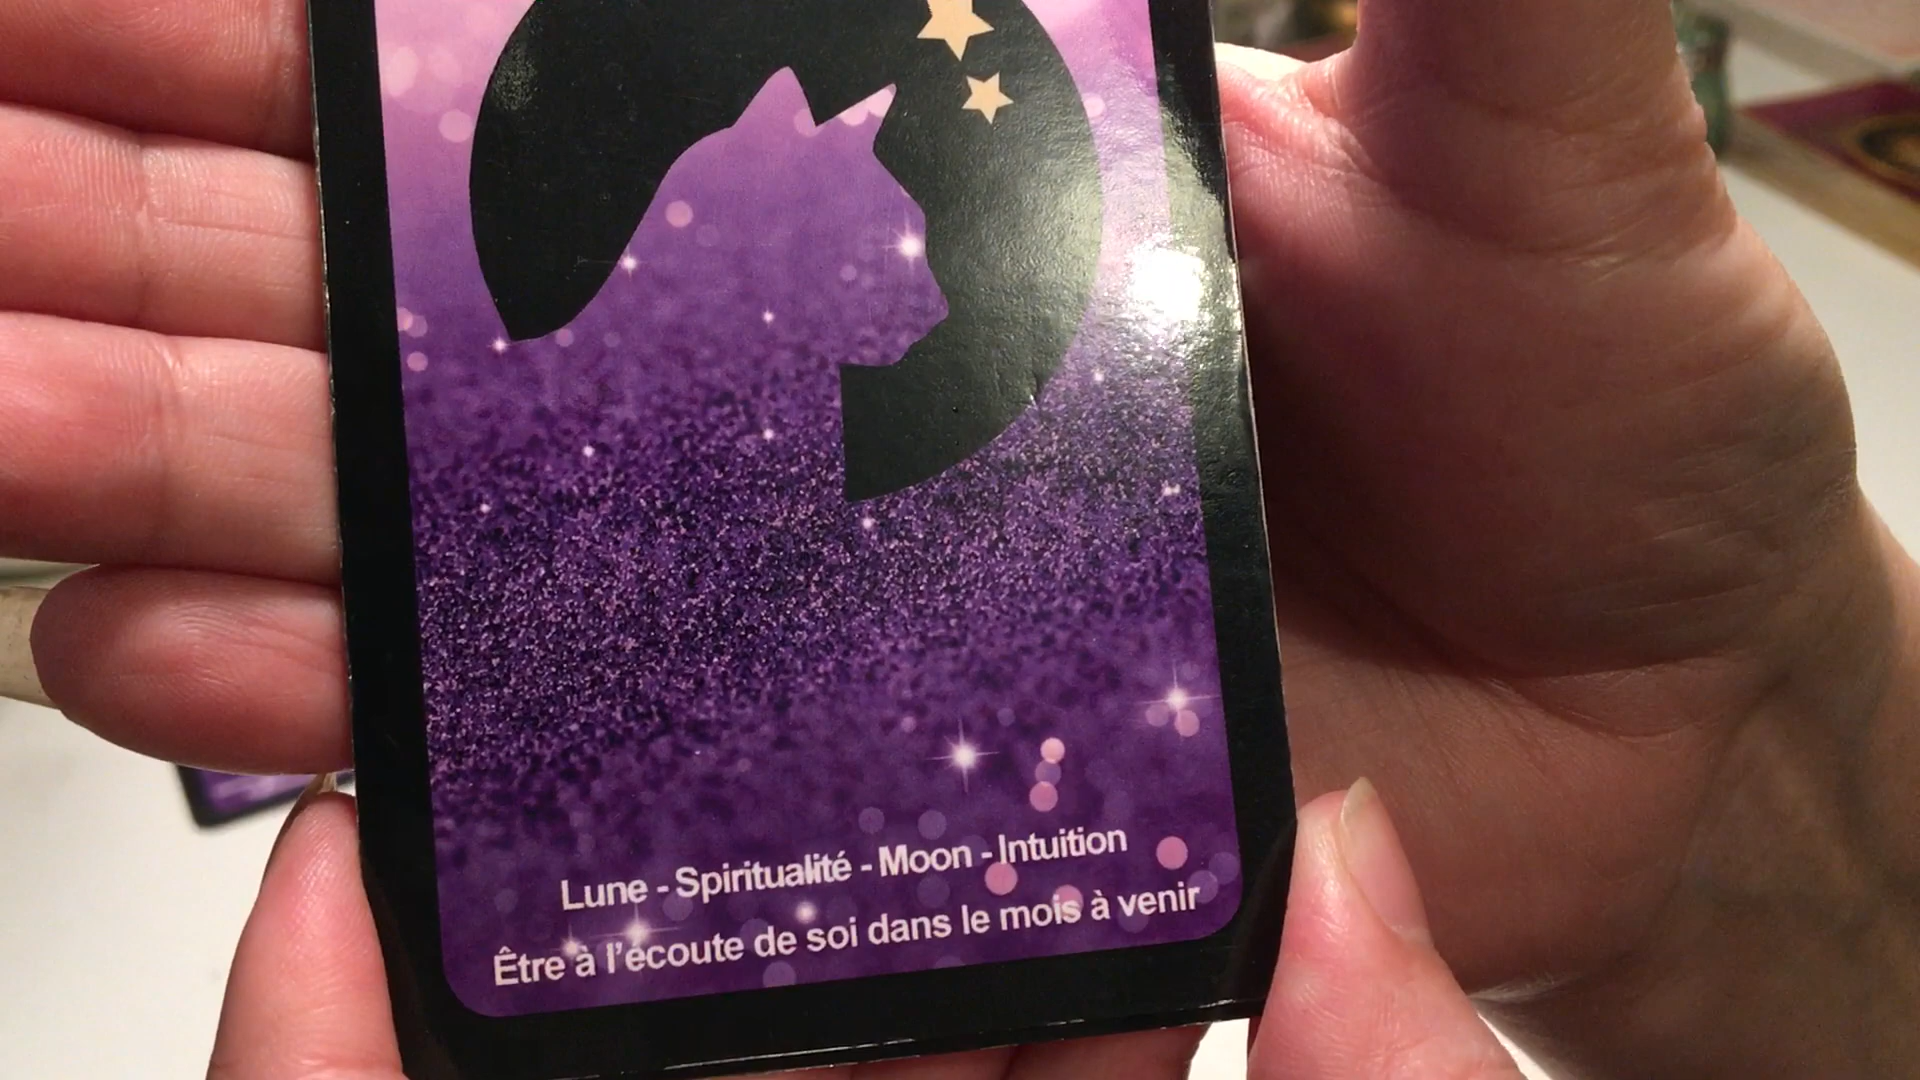 Lune - Spiritualité - Moon - Intuition
Être à l'écoute de soi dans le mois à venir